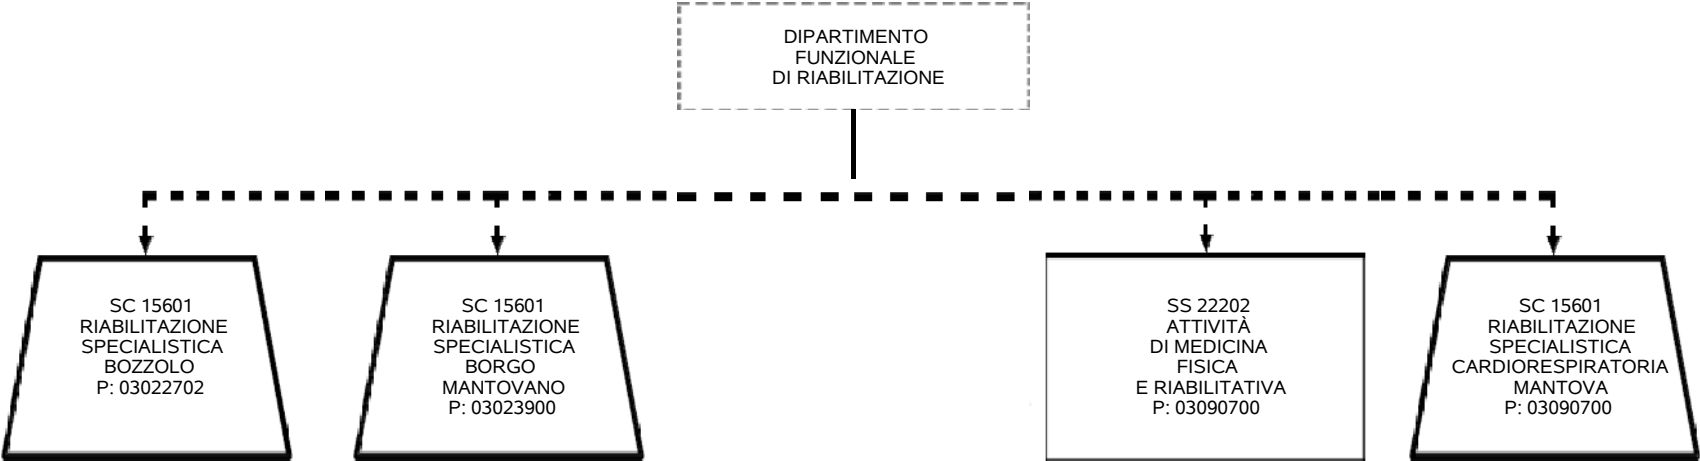 DIPARTIMENTO
FUNZIONALE
DI RIABILITAZIONE
SC 15601
RIABILITAZIONE
SPECIALISTICA
BOZZOLO
P: 03022702
SC 15601
RIABILITAZIONE
SPECIALISTICA
BORGO
MANTOVANO
P: 03023900
SS 22202
ATTIVITÀ
DI MEDICINA
FISICA
E RIABILITATIVA
P: 03090700
SC 15601
RIABILITAZIONE
SPECIALISTICA
CARDIORESPIRATORIA
MANTOVA
P: 03090700